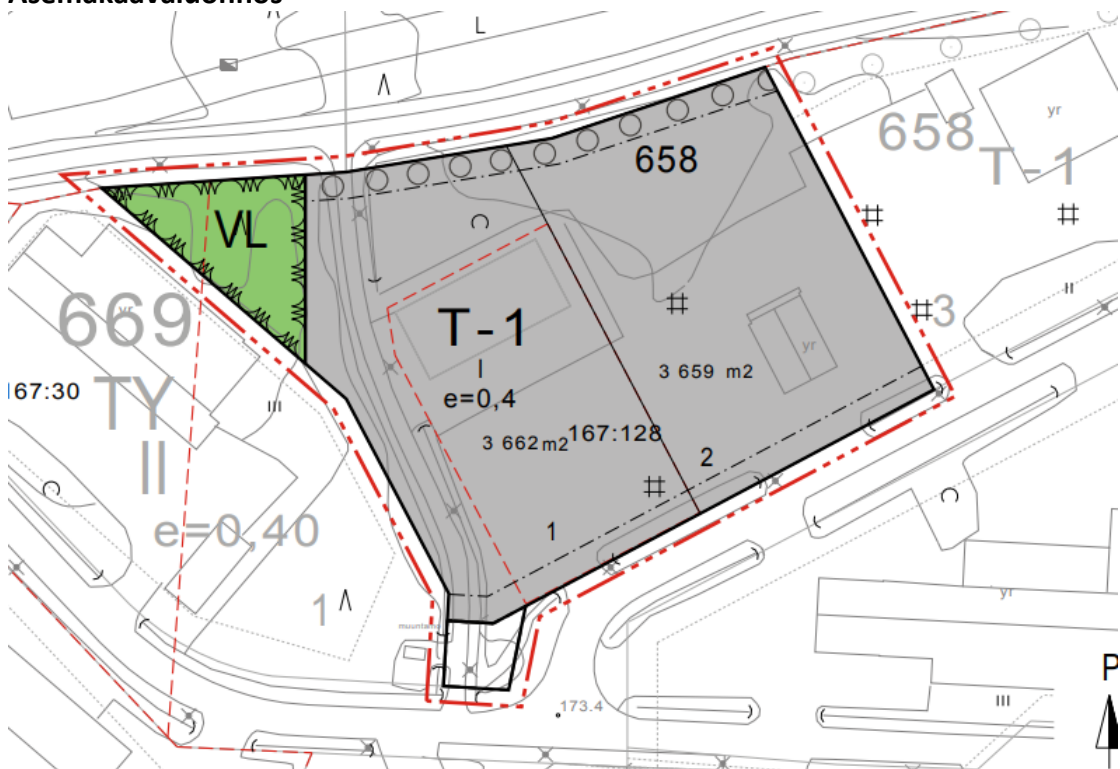 Asemakaavaluonnos
L
658
658
yr
T-1
VL
669
yr
T-1
I
e=0,4
3
II
yr
3 659 m2
167:30
TY
III
3 662 m2
167:128
2
II
e=0,40
1
1
yr
P
III
173.4